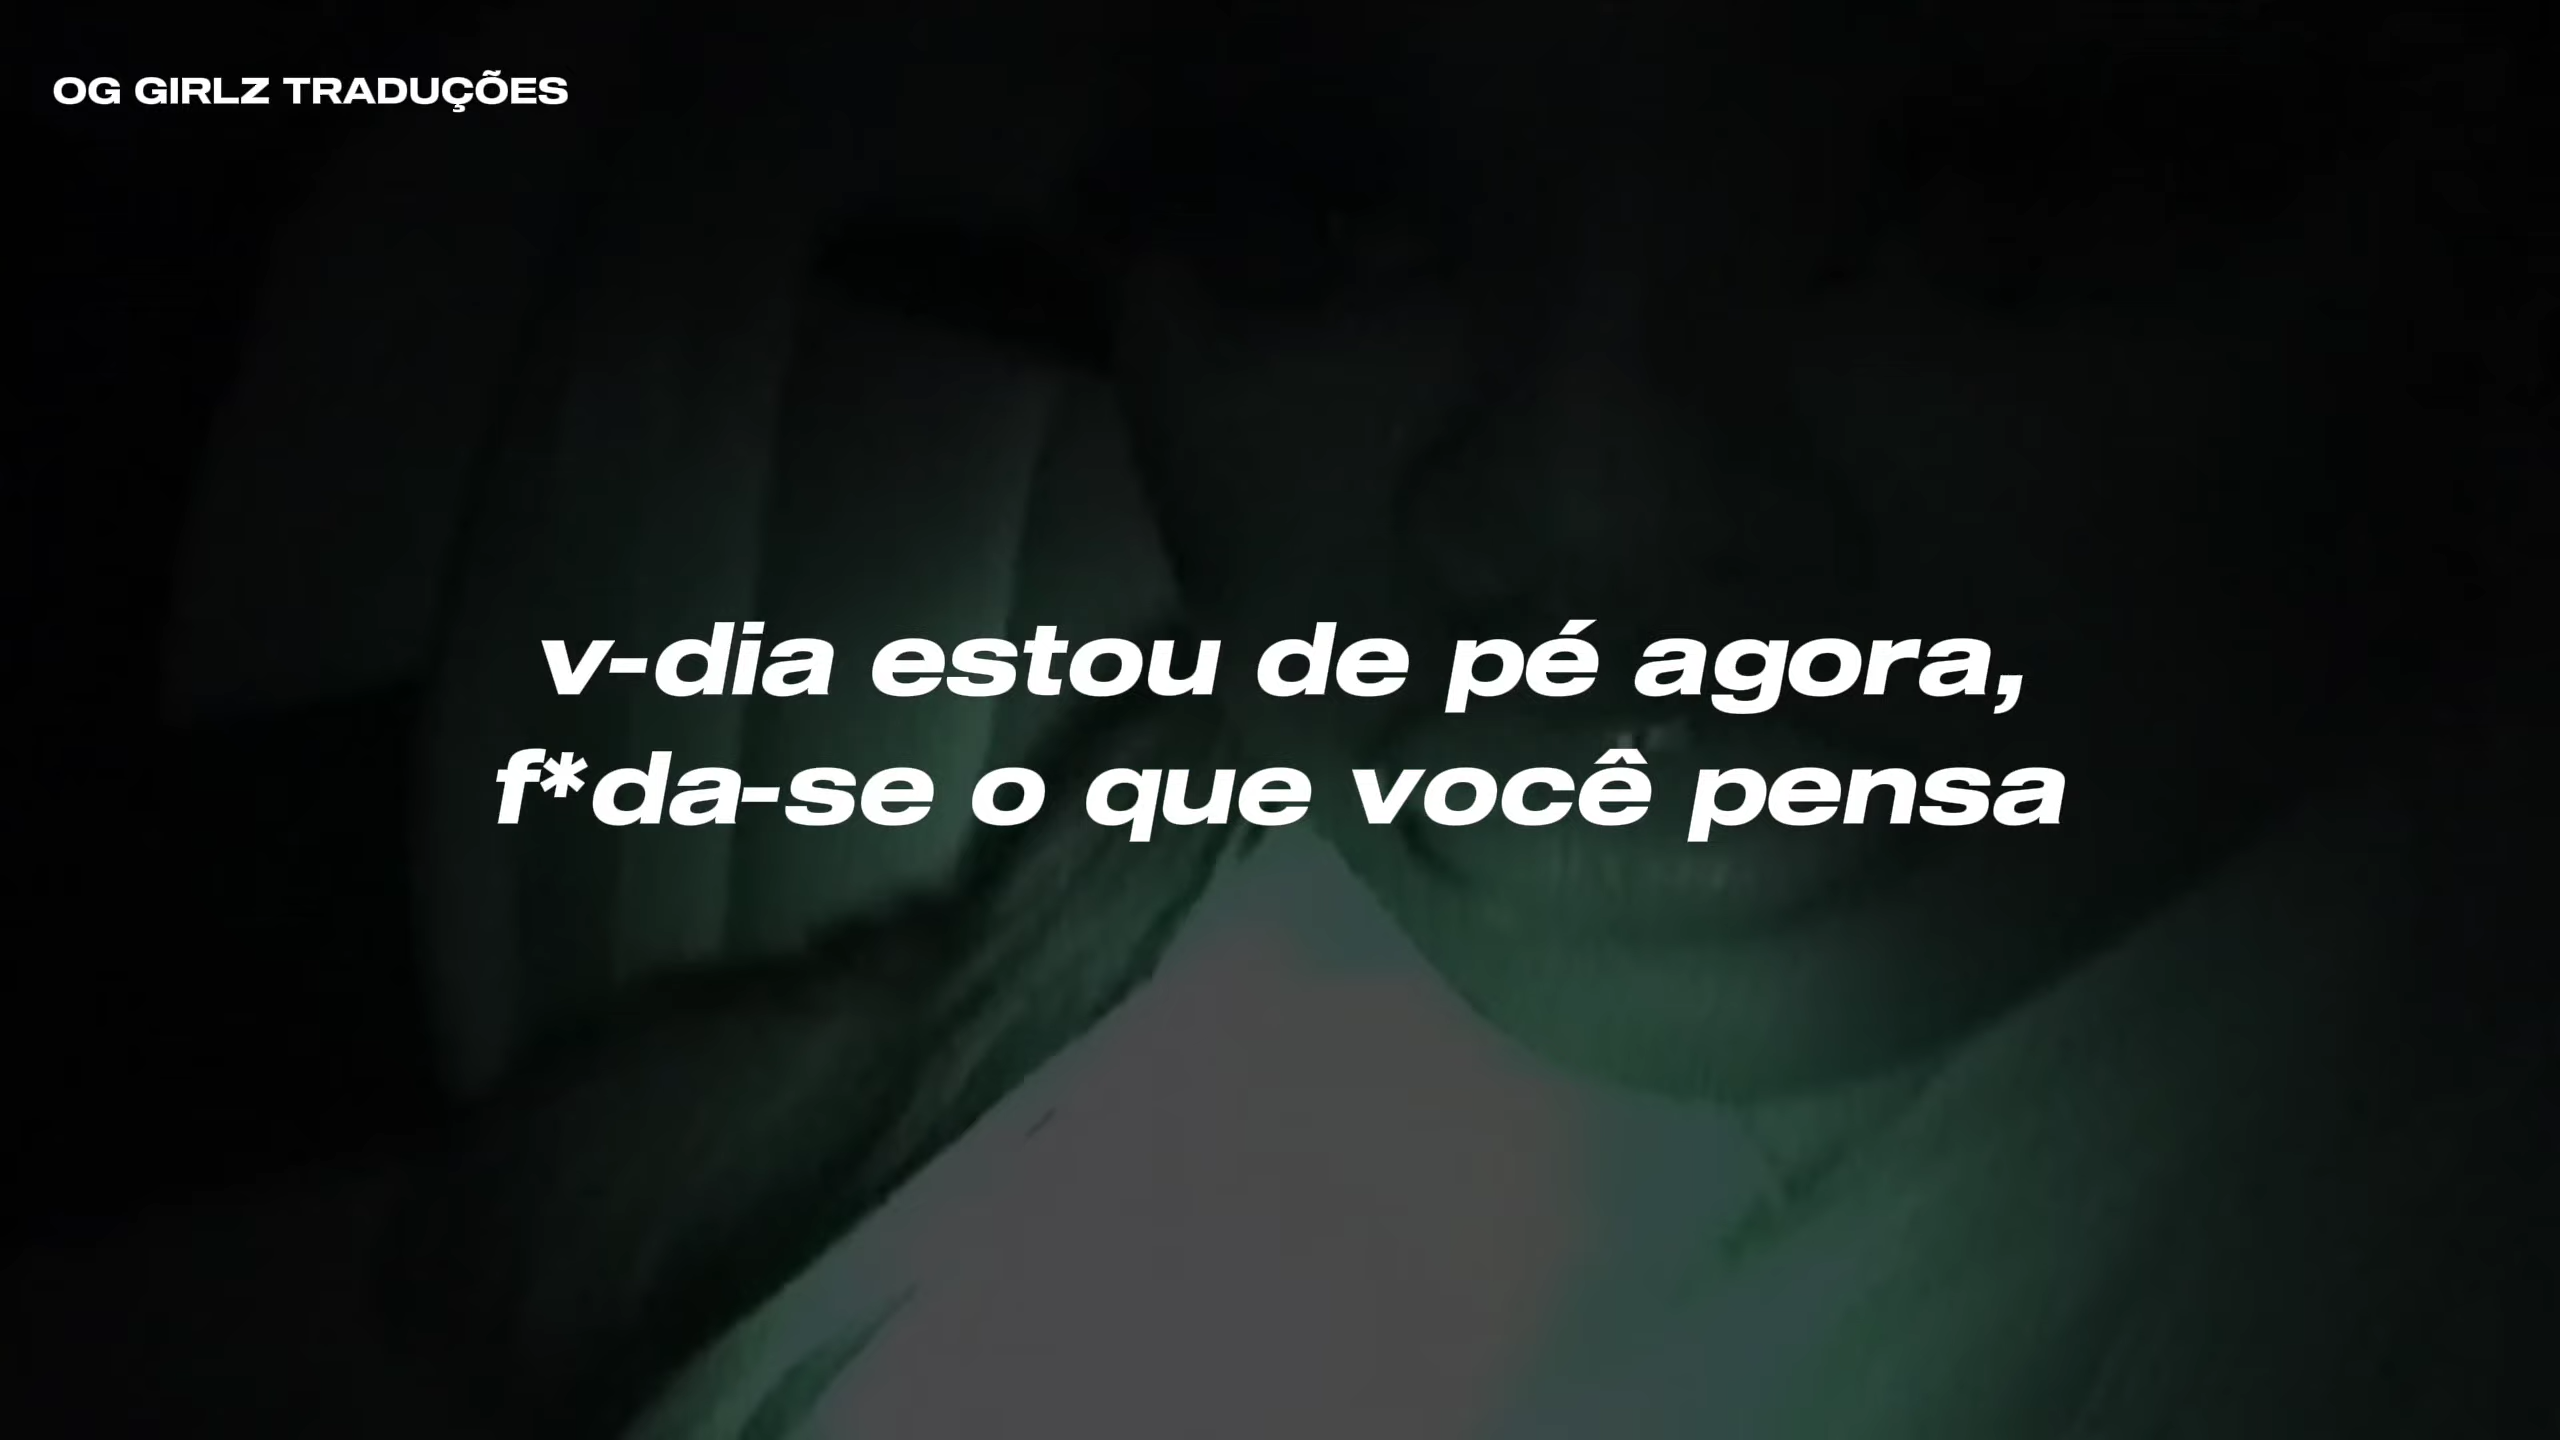 OG GIRLZ TRADUÇÕES
v-dia estou de pé agora,
f*da-se o que você pensa